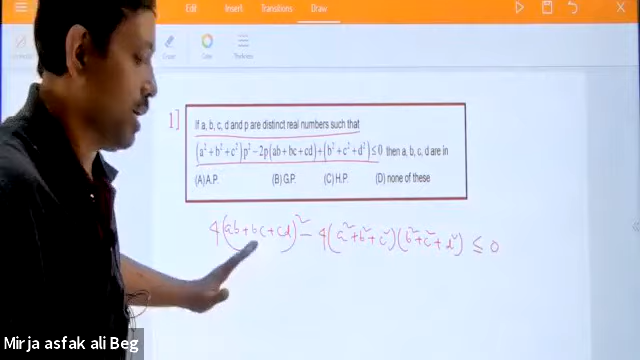 Edit Insert Transitions Draw
Eraser Color
1]
If a, b, c, d and p are distinct real numbers such that
(a² + b² + c²)p² – 2p(ab + bc + cd) + (b² + c² + d²) ≤ 0 then a, b, c, d are in
(A) A.P. (B) G.P. (C) H.P. (D) none of these
4(ab+bc+cd)² – 4(a²+b²+c²)(b²+c²+d²) ≤ 0
Mirja asfak ali Beg